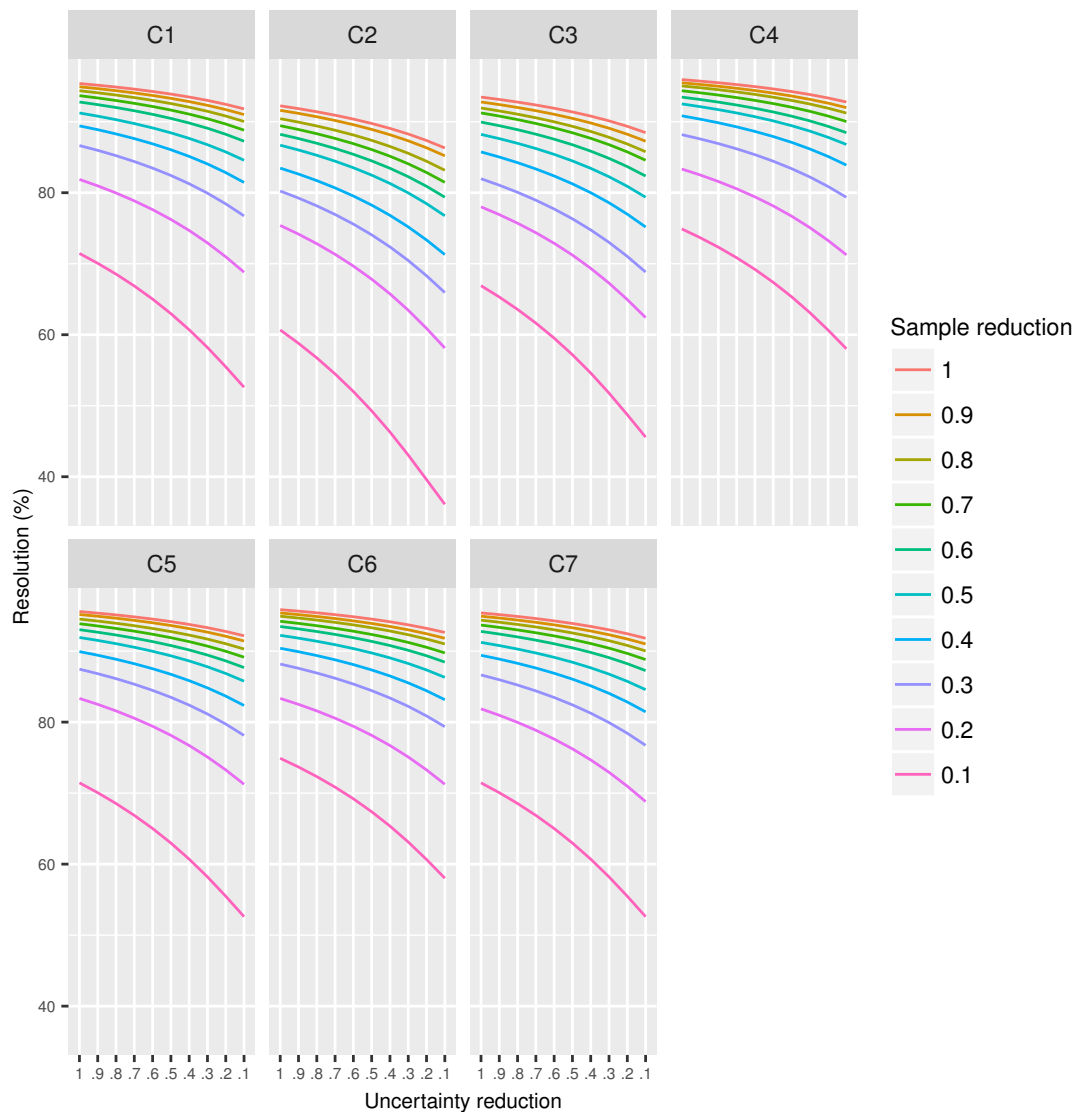 C1 C2 C3 C4
80
60
40
C5 C6 C7
80
60
40
1 .9 .8 .7 .6 .5 .4 .3 .2 .1 1 .9 .8 .7 .6 .5 .4 .3 .2 .1 1 .9 .8 .7 .6 .5 .4 .3 .2 .1
Uncertainty reduction
Resolution (%)
Sample reduction
1
0.9
0.8
0.7
0.6
0.5
0.4
0.3
0.2
0.1